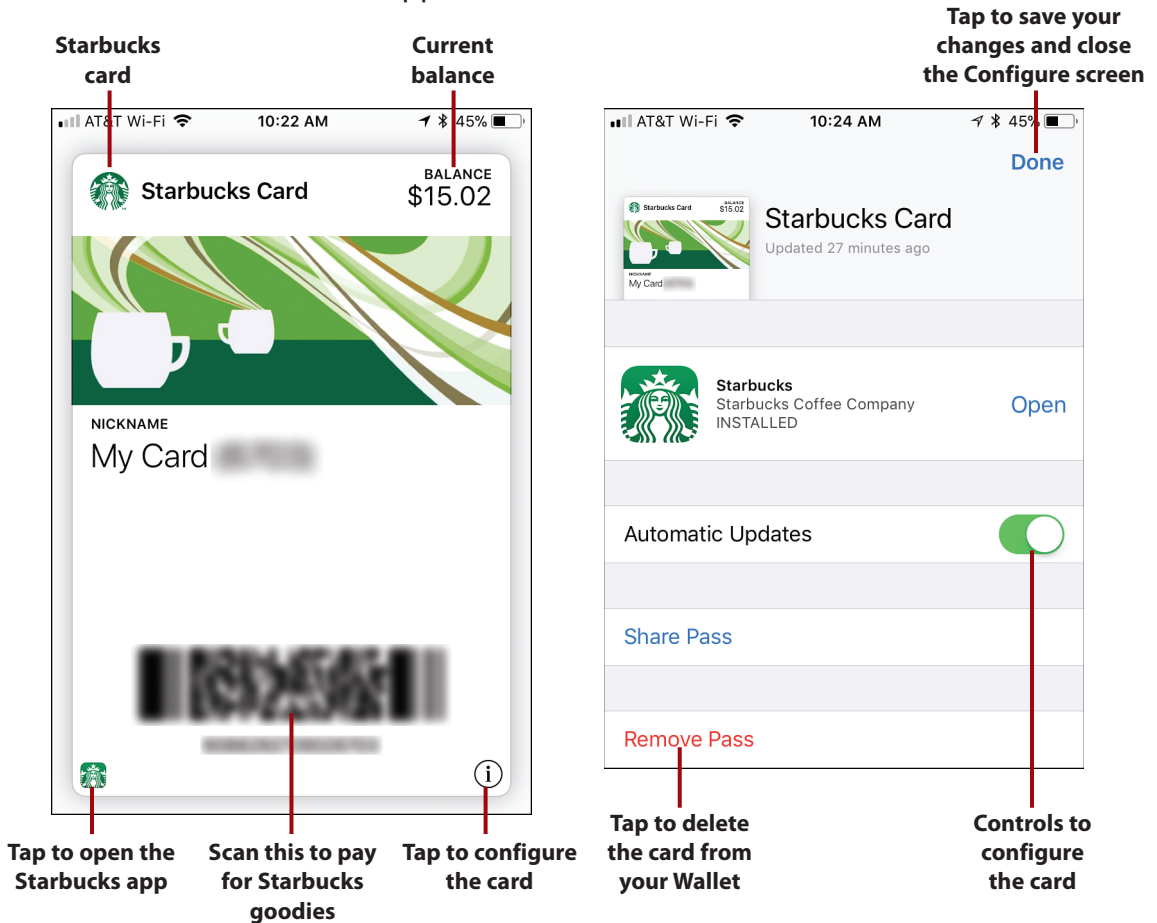 Starbucks
card
Current
balance
Tap to save your
changes and close
the Configure screen
AT&T Wi-Fi
10:22 AM
45%
Starbucks Card
BALANCE
$15.02
NICKNAME
My Card
Tap to open the
Starbucks app
Scan this to pay
for Starbucks
goodies
Tap to configure
the card
AT&T Wi-Fi
10:24 AM
45%
Done
Starbucks Card
BALANCE
$15.02
NICKNAME
My Card
Starbucks Card
Updated 27 minutes ago
Starbucks
Starbucks Coffee Company
INSTALLED
Open
Automatic Updates
Share Pass
Remove Pass
Tap to delete
the card from
your Wallet
Controls to
configure
the card